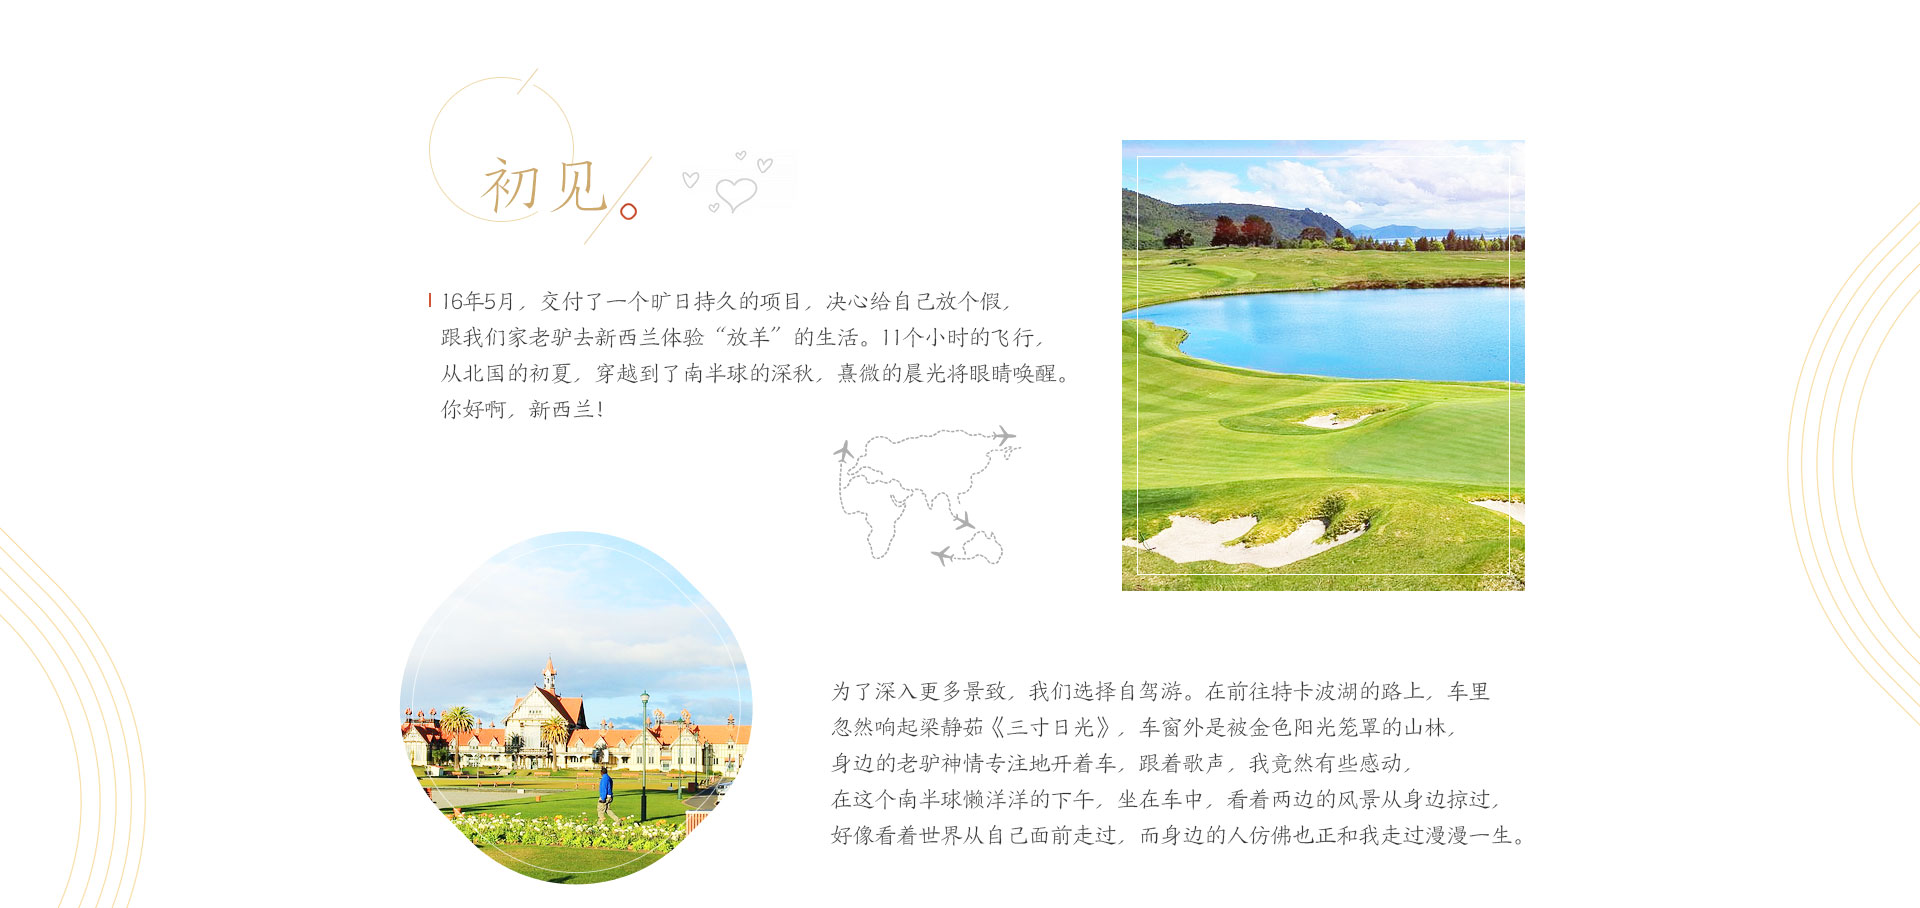 初见
16年5月，交付了一个旷日持久的项目，决心给自己放个假，
跟我们家老驴去新西兰体验“放羊”的生活。11个小时的飞行，
从北国的初夏，穿越到了南半球的深秋，熹微的晨光将眼睛唤醒。
你好啊，新西兰！
为了深入更多景致，我们选择自驾游。在前往特卡波湖的路上，车里
忽然响起梁静茹《三寸日光》，车窗外是被金色阳光笼罩的山林，
身边的老驴神情专注地开着车，跟着歌声，我竟然有些感动，
在这个南半球懒洋洋的下午，坐在车中，看着两边的风景从身边掠过，
好像看着世界从自己面前走过，而身边的人仿佛也正和我走过漫漫一生。